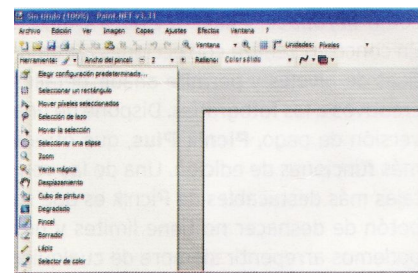 Sin título (100%) - Paint.NET v3.31
Archivo Edición Ver Imagen Capas Ajustes Efectos Ventana ?
Ventana Unidades: Píxeles
Herramienta: Ancho del pincel: 2 Relleno: Color sólido
Elegir configuración predeterminada...
Seleccionar un rectángulo
Mover píxeles seleccionados
Selección de lazo
Mover la selección
Seleccionar una elipse
Zoom
Varita mágica
Desplazamiento
Cubo de pintura
Degradado
Pincel
Borrador
Lápiz
Selector de color